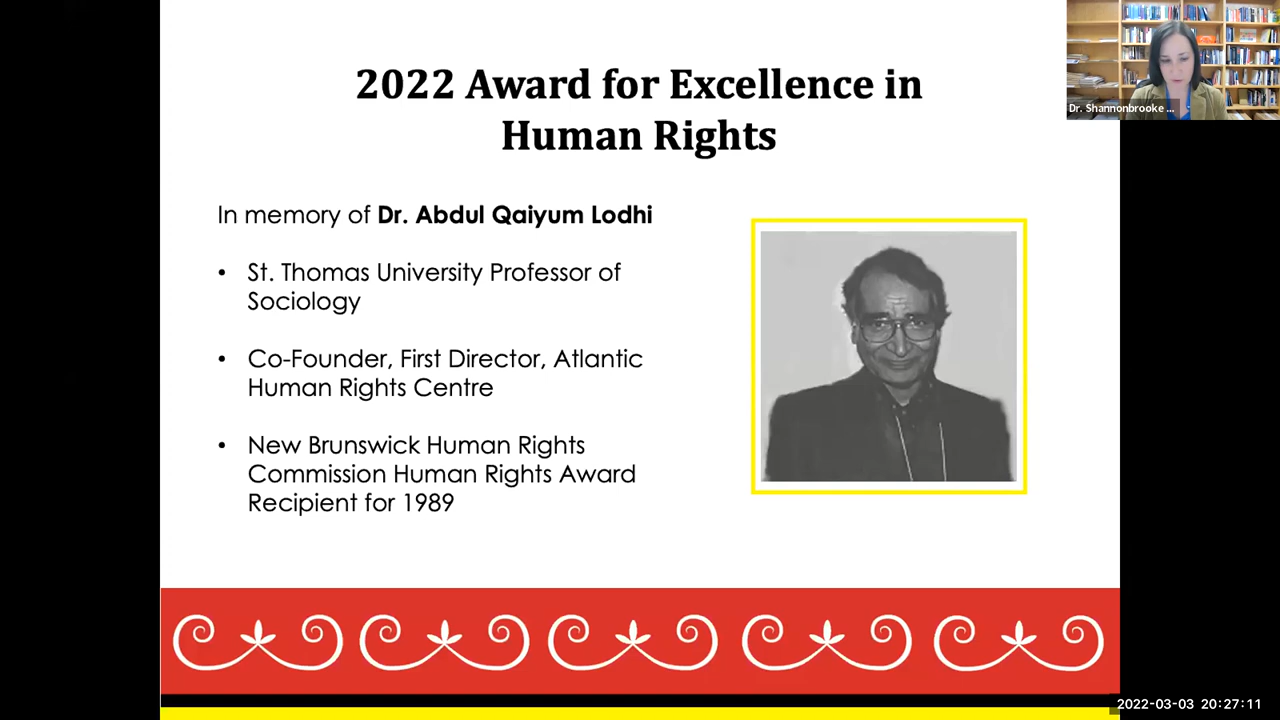 2022 Award for Excellence in
Human Rights
In memory of Dr. Abdul Qaiyum Lodhi
• St. Thomas University Professor of
Sociology
• Co-Founder, First Director, Atlantic
Human Rights Centre
• New Brunswick Human Rights
Commission Human Rights Award
Recipient for 1989
Dr. Shannonbrooke ...
2022-03-03 20:27:11